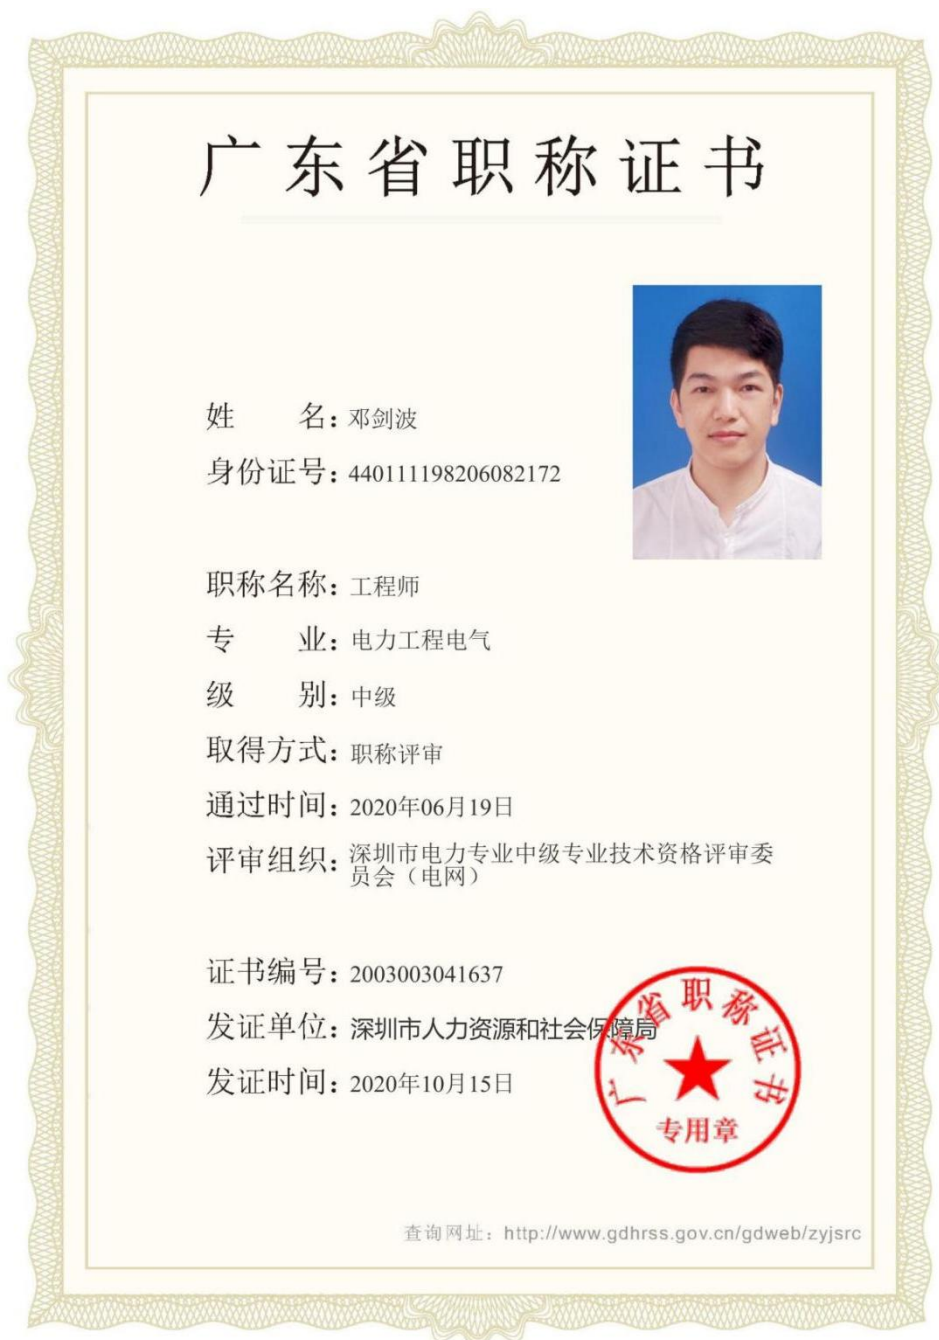 广东省职称证书
姓 名：邓剑波
身份证号：440111198206082172
职称名称：工程师
专 业：电力工程电气
级 别：中级
取得方式：职称评审
通过时间：2020年06月19日
评审组织：深圳市电力专业中级专业技术资格评审委
员会（电网）
证书编号：2003003041637
发证单位：深圳市人力资源和社会保障局
发证时间：2020年10月15日
广东省职称证书
专用章
查询网址：http://www.gdhrss.gov.cn/gdweb/zyjsrc